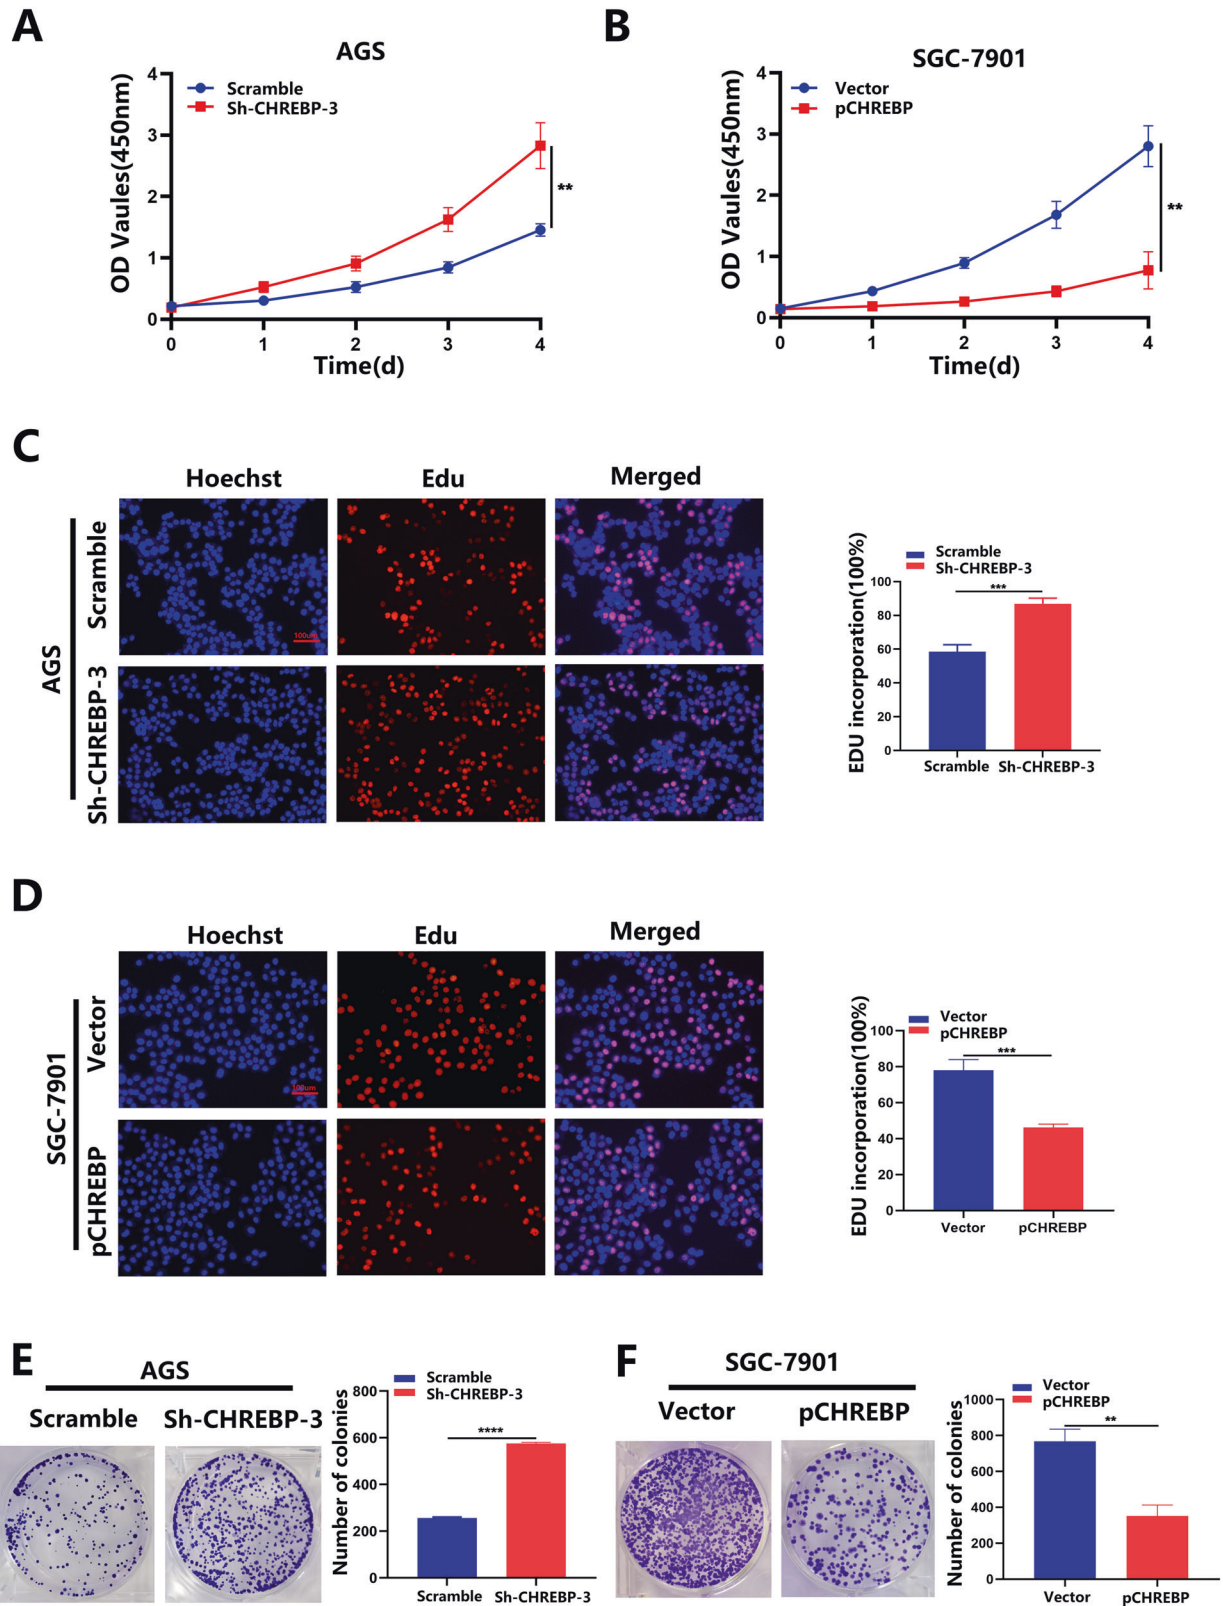 A
AGS
OD Vaules(450nm)
Scramble
Sh-CHREBP-3
4
3
2
1
0
**
0 1 2 3 4
Time(d)
B
SGC-7901
OD Vaules(450nm)
Vector
pCHREBP
4
3
2
1
0
**
0 1 2 3 4
Time(d)
C
Hoechst Edu Merged
AGS
Scramble
Sh-CHREBP-3
100um
Scramble
Sh-CHREBP-3
EDU incorporation(100%)
100
80
60
40
20
0
***
Scramble Sh-CHREBP-3
D
Hoechst Edu Merged
SGC-7901
Vector
pCHREBP
100um
Vector
pCHREBP
EDU incorporation(100%)
100
80
60
40
20
0
***
Vector pCHREBP
E
AGS
Scramble Sh-CHREBP-3
Scramble
Sh-CHREBP-3
Number of colonies
800
600
400
200
0
****
Scramble Sh-CHREBP-3
F
SGC-7901
Vector pCHREBP
Vector
pCHREBP
Number of colonies
1000
800
600
400
200
0
**
Vector pCHREBP